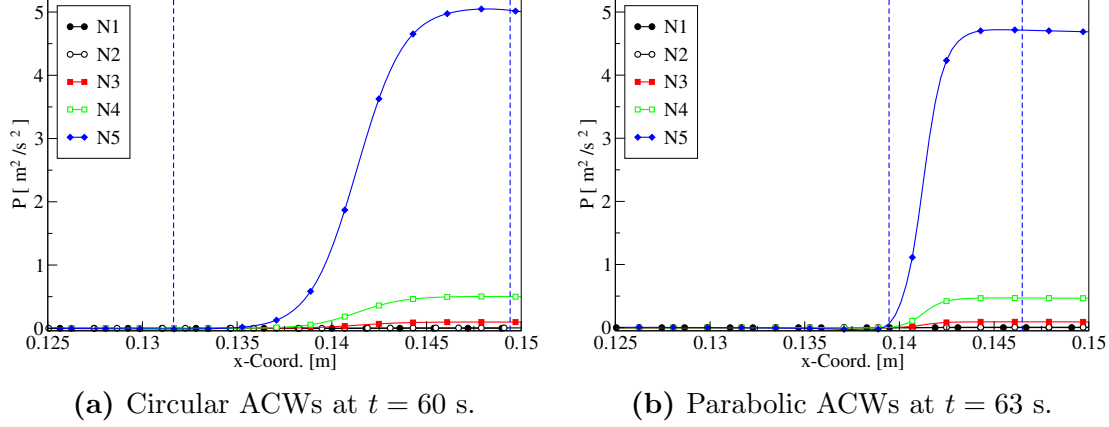 5
4
3
2
1
0
P [ m²/s² ]
N1
N2
N3
N4
N5
0.125 0.13 0.135 0.14 0.145 0.15
x-Coord. [m]
(a) Circular ACWs at t = 60 s.
5
4
3
2
1
0
P [ m²/s² ]
N1
N2
N3
N4
N5
0.125 0.13 0.135 0.14 0.145 0.15
x-Coord. [m]
(b) Parabolic ACWs at t = 63 s.